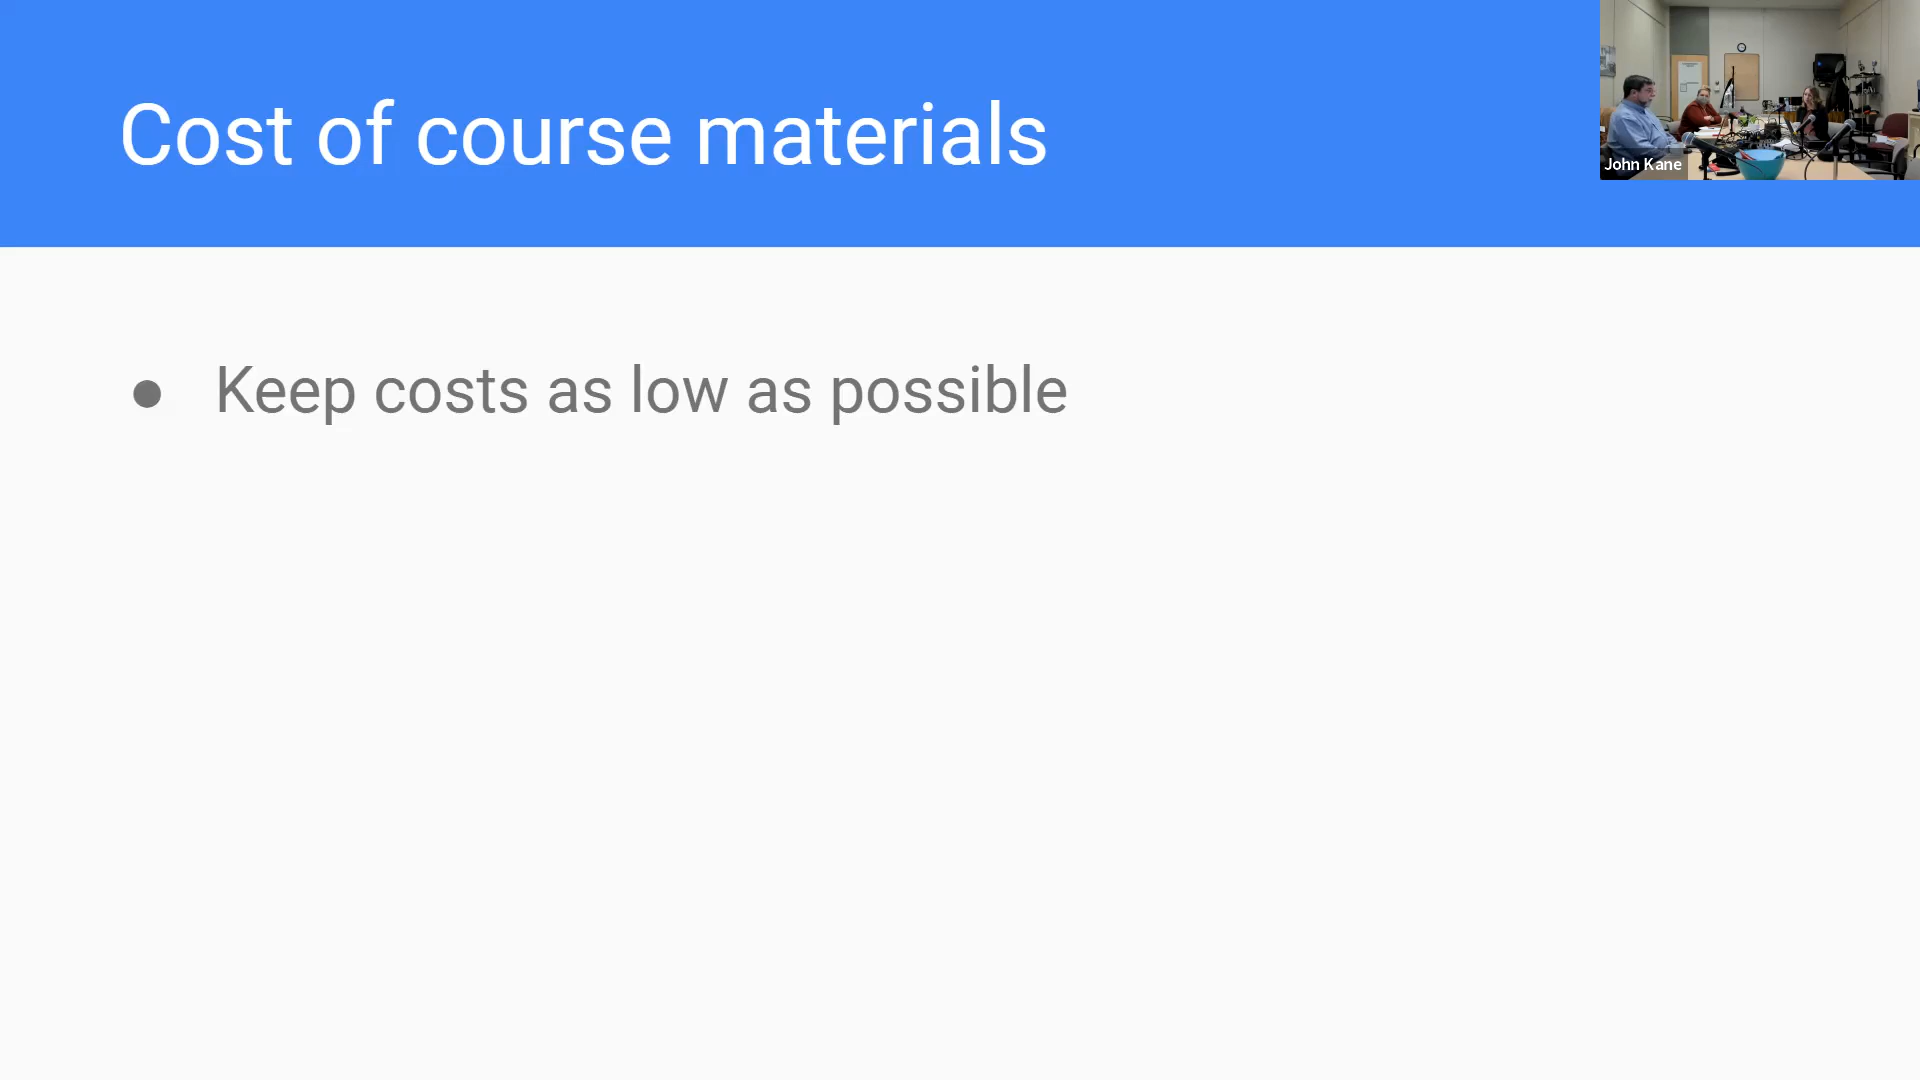 Cost of course materials
John Kane
● Keep costs as low as possible